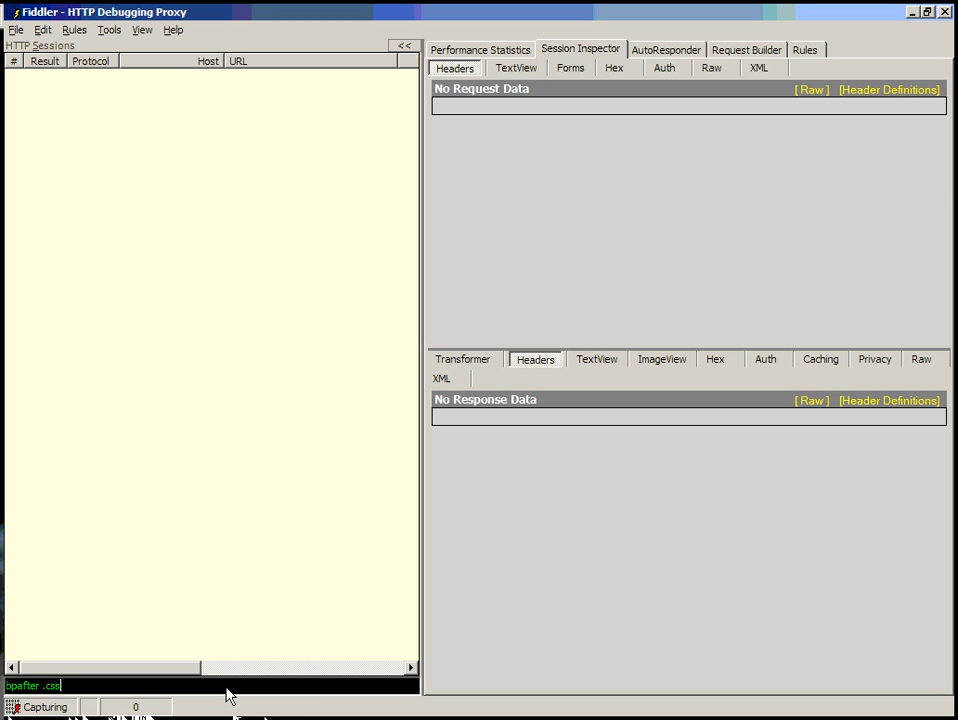 Fiddler - HTTP Debugging Proxy
File Edit Rules Tools View Help
HTTP Sessions <<
# Result Protocol Host URL
Performance Statistics Session Inspector AutoResponder Request Builder Rules
Headers TextView Forms Hex Auth Raw XML
No Request Data [ Raw ] [Header Definitions]
Transformer Headers TextView ImageView Hex Auth Caching Privacy Raw
XML
No Response Data [ Raw ] [Header Definitions]
bpafter .css
Capturing 0